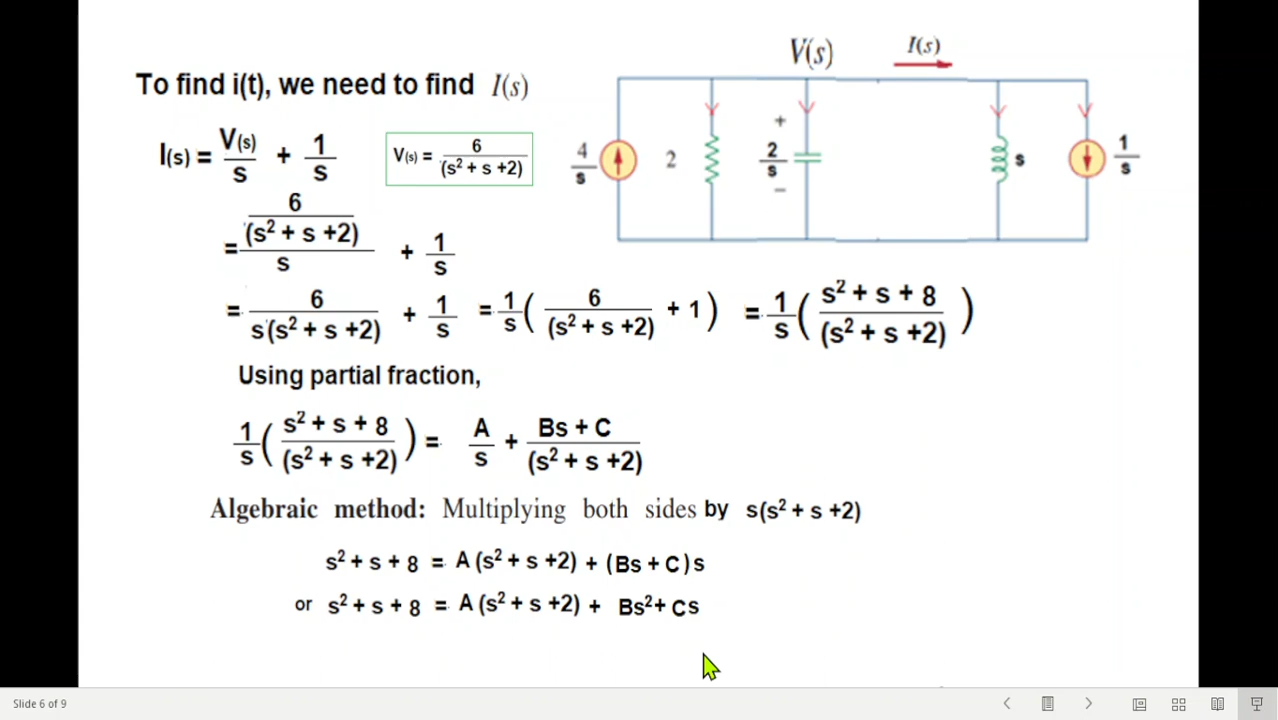 To find i(t), we need to find I(s)
I(s) = V(s)/s + 1/s
V(s) = 6/(s² + s +2)
= 6/(s² + s +2)/s + 1/s
= 6/s(s² + s +2) + 1/s = 1/s ( 6/(s² + s +2) + 1 ) = 1/s ( s² + s + 8/(s² + s +2) )
Using partial fraction,
1/s ( s² + s + 8/(s² + s +2) ) = A/s + Bs + C/(s² + s +2)
Algebraic method: Multiplying both sides by s(s² + s +2)
s² + s + 8 = A (s² + s +2) + (Bs + C)s
or s² + s + 8 = A (s² + s +2) + Bs²+ Cs
V(s)
I(s)
4/s
2
+
2/s
−
s
1/s
Slide 6 of 9